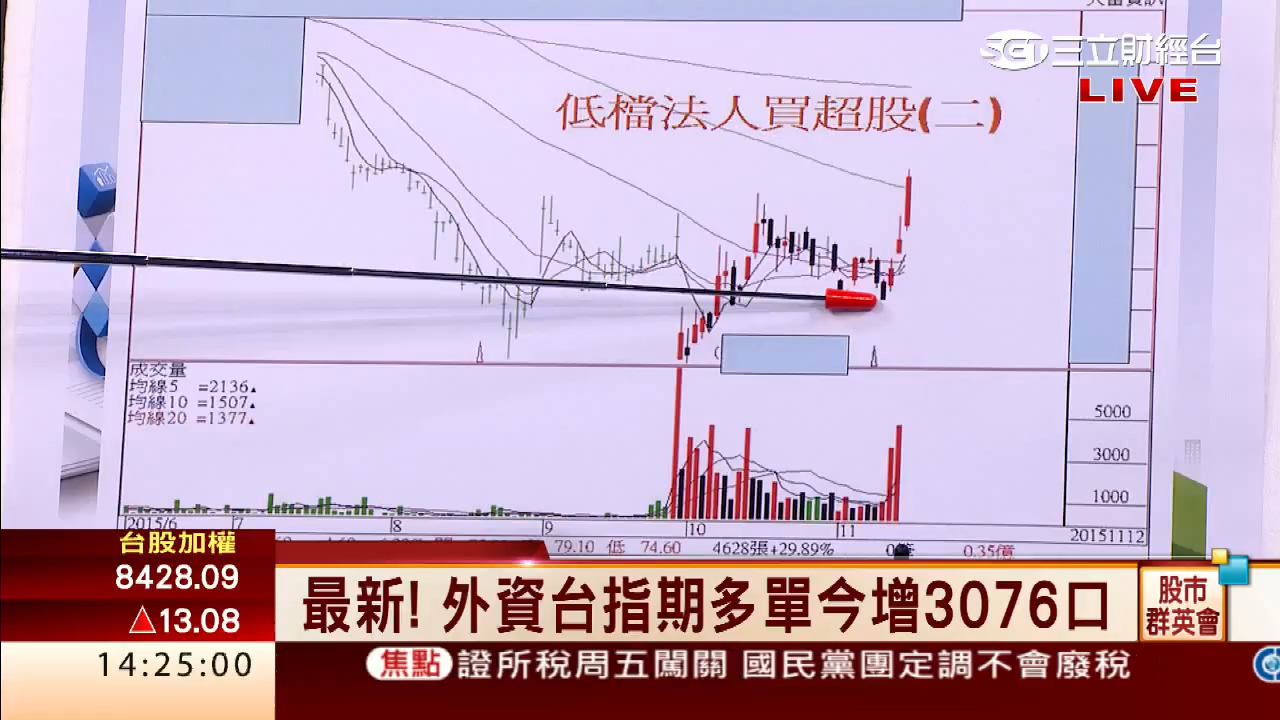 SET三立財經台
LIVE
低檔法人買超股(二)
成交量
均線5 =2136▲
均線10 =1507▲
均線20 =1377▲
5000
3000
1000
2015/6 7 8 9 10 11 20151112
79.10 低 74.60 4628張+29.89% 0.35億
台股加權
8428.09
△13.08
14:25:00
最新! 外資台指期多單今增3076口
股市
群英會
焦點 證所稅周五闖關 國民黨團定調不會廢稅